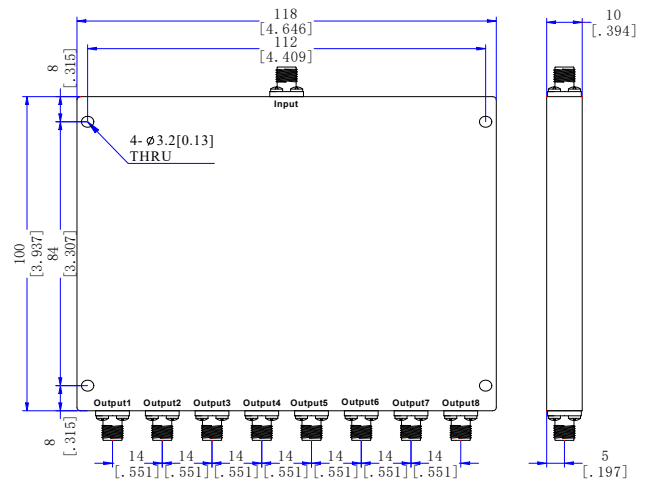 118
[4.646]
10
[.394]
112
[4.409]
8
[.315]
Input
4- ø3.2[0.13]
THRU
100
[3.937]
84
[3.307]
Output1 Output2 Output3 Output4 Output5 Output6 Output7 Output8
8
[.315]
14 14 14 14 14 14 14
[.551] [.551] [.551] [.551] [.551] [.551] [.551]
5
[.197]